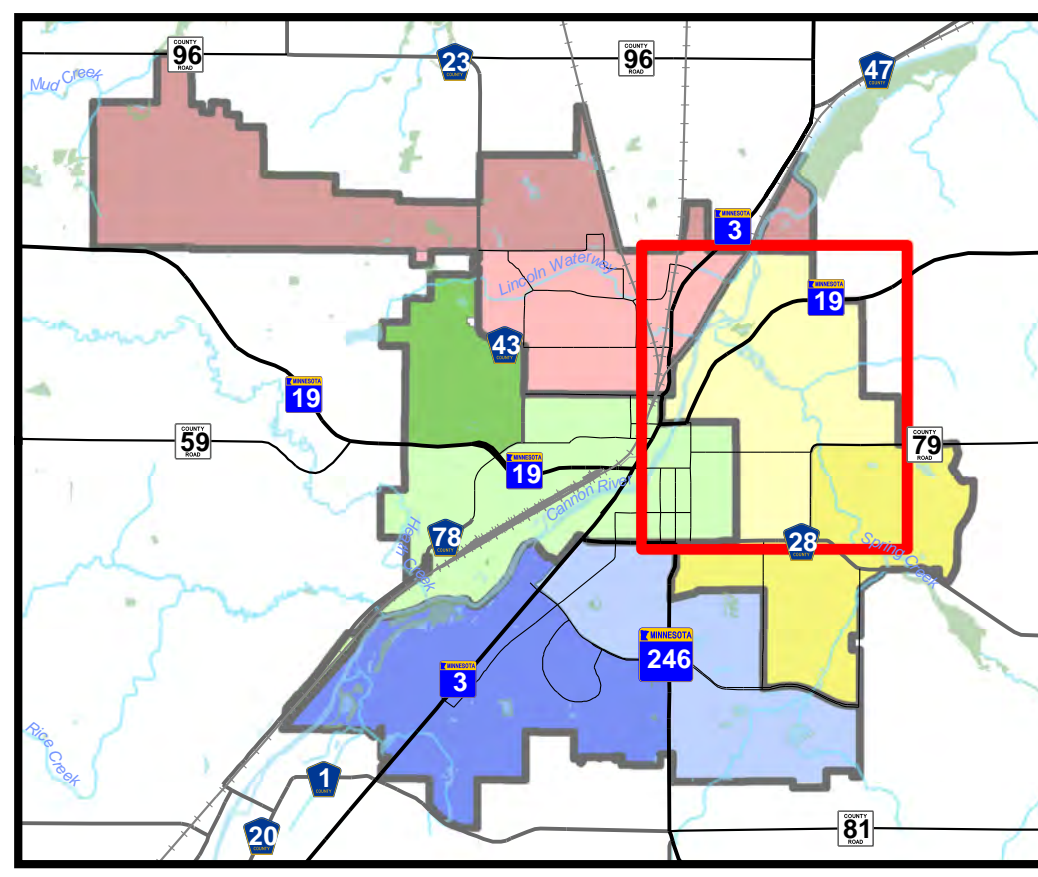 COUNTY
96
ROAD
23
COUNTY
COUNTY
96
ROAD
47
COUNTY
Mud Creek
MINNESOTA
3
Lincoln Waterway
MINNESOTA
19
43
COUNTY
MINNESOTA
19
COUNTY
59
ROAD
COUNTY
79
ROAD
MINNESOTA
19
Cannon River
78
COUNTY
Heath
Creek
28
COUNTY
Spring Creek
MINNESOTA
246
MINNESOTA
3
Rice Creek
1
COUNTY
20
COUNTY
COUNTY
81
ROAD